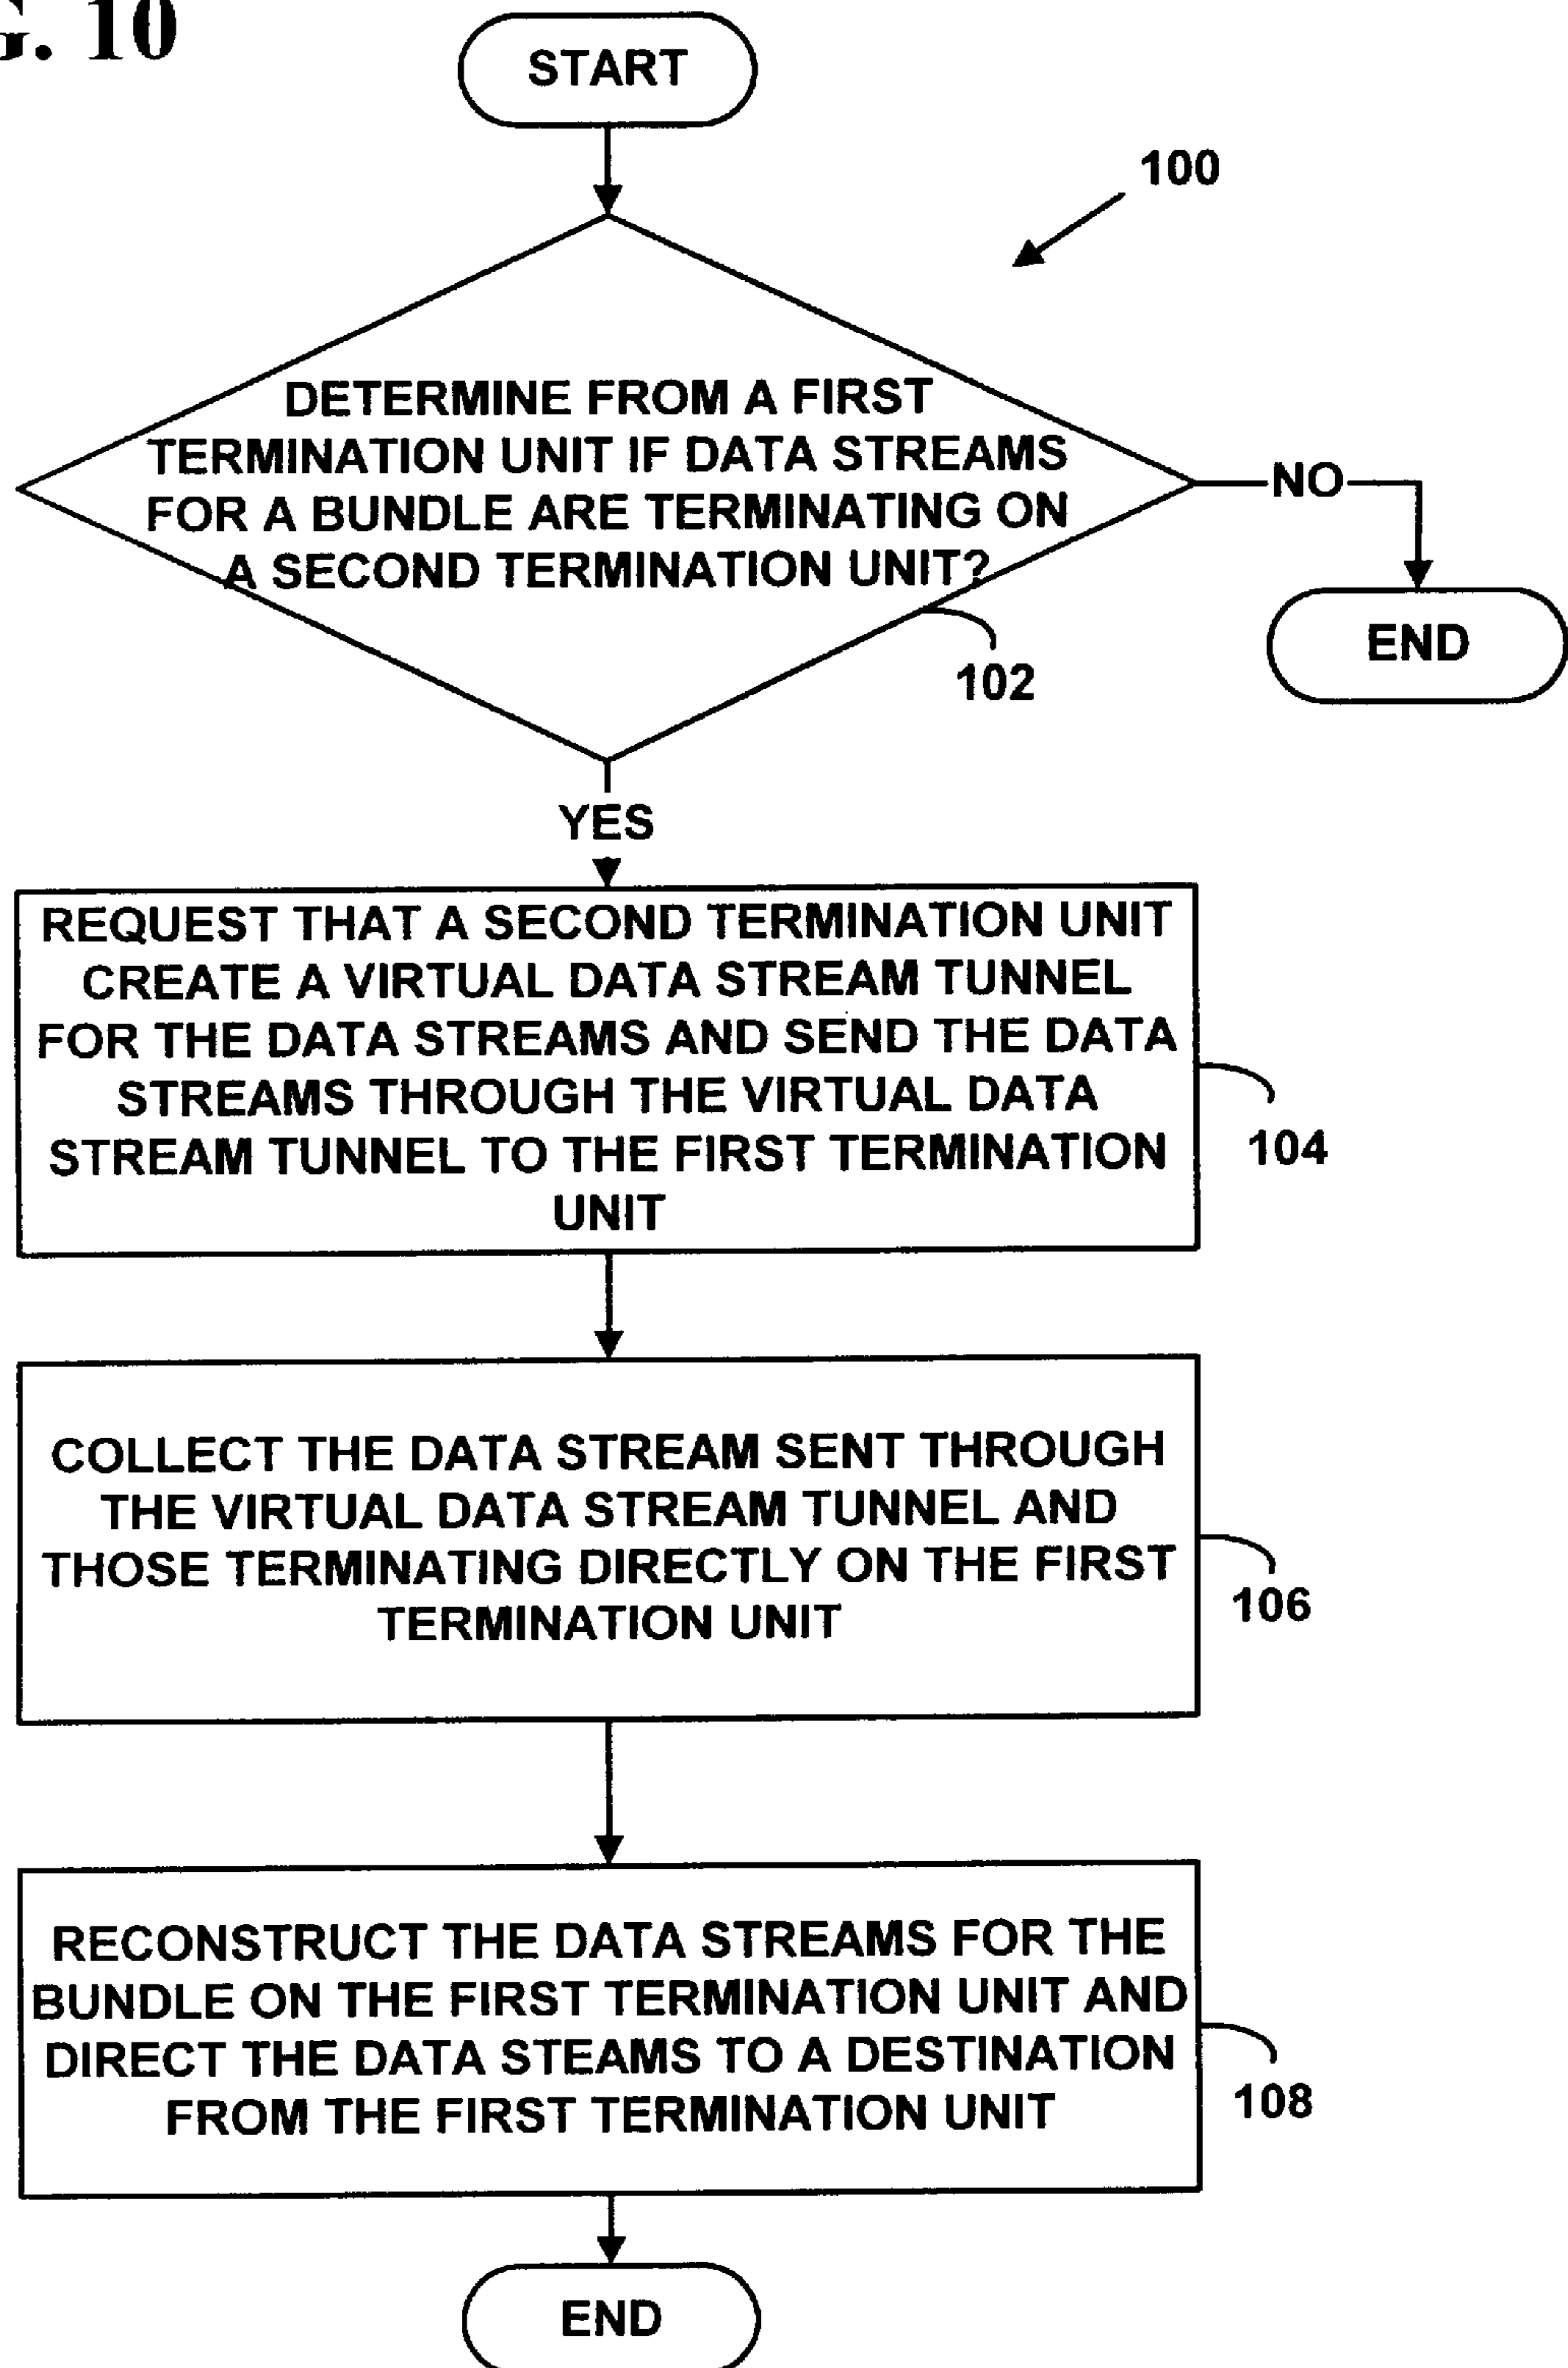 G. 10
START
100
DETERMINE FROM A FIRST
TERMINATION UNIT IF DATA STREAMS
FOR A BUNDLE ARE TERMINATING ON
A SECOND TERMINATION UNIT?
NO
END
102
YES
REQUEST THAT A SECOND TERMINATION UNIT
CREATE A VIRTUAL DATA STREAM TUNNEL
FOR THE DATA STREAMS AND SEND THE DATA
STREAMS THROUGH THE VIRTUAL DATA
STREAM TUNNEL TO THE FIRST TERMINATION
UNIT
104
COLLECT THE DATA STREAM SENT THROUGH
THE VIRTUAL DATA STREAM TUNNEL AND
THOSE TERMINATING DIRECTLY ON THE FIRST
TERMINATION UNIT
106
RECONSTRUCT THE DATA STREAMS FOR THE
BUNDLE ON THE FIRST TERMINATION UNIT AND
DIRECT THE DATA STEAMS TO A DESTINATION
FROM THE FIRST TERMINATION UNIT
108
END